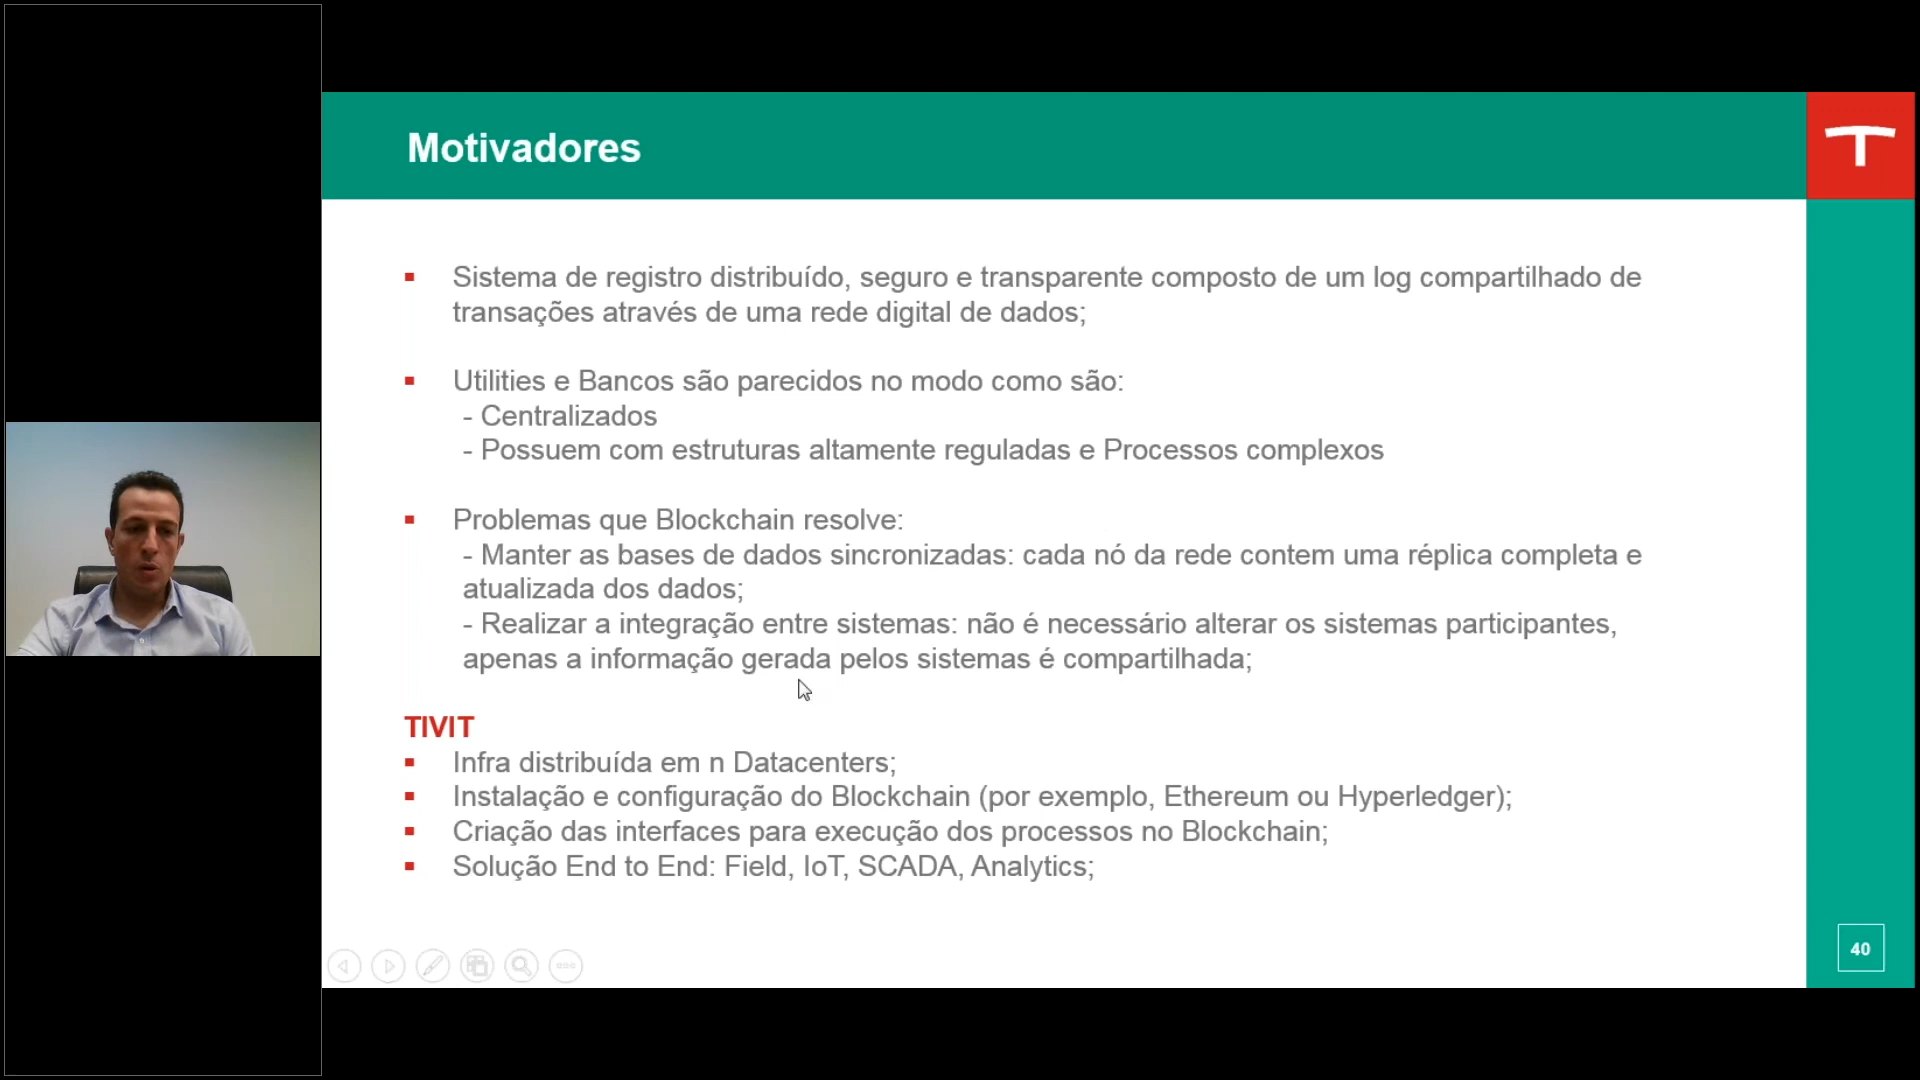 Motivadores
T
Sistema de registro distribuído, seguro e transparente composto de um log compartilhado de
transações através de uma rede digital de dados;
Utilities e Bancos são parecidos no modo como são:
- Centralizados
- Possuem com estruturas altamente reguladas e Processos complexos
Problemas que Blockchain resolve:
- Manter as bases de dados sincronizadas: cada nó da rede contem uma réplica completa e
atualizada dos dados;
- Realizar a integração entre sistemas: não é necessário alterar os sistemas participantes,
apenas a informação gerada pelos sistemas é compartilhada;
TIVIT
Infra distribuída em n Datacenters;
Instalação e configuração do Blockchain (por exemplo, Ethereum ou Hyperledger);
Criação das interfaces para execução dos processos no Blockchain;
Solução End to End: Field, IoT, SCADA, Analytics;
40